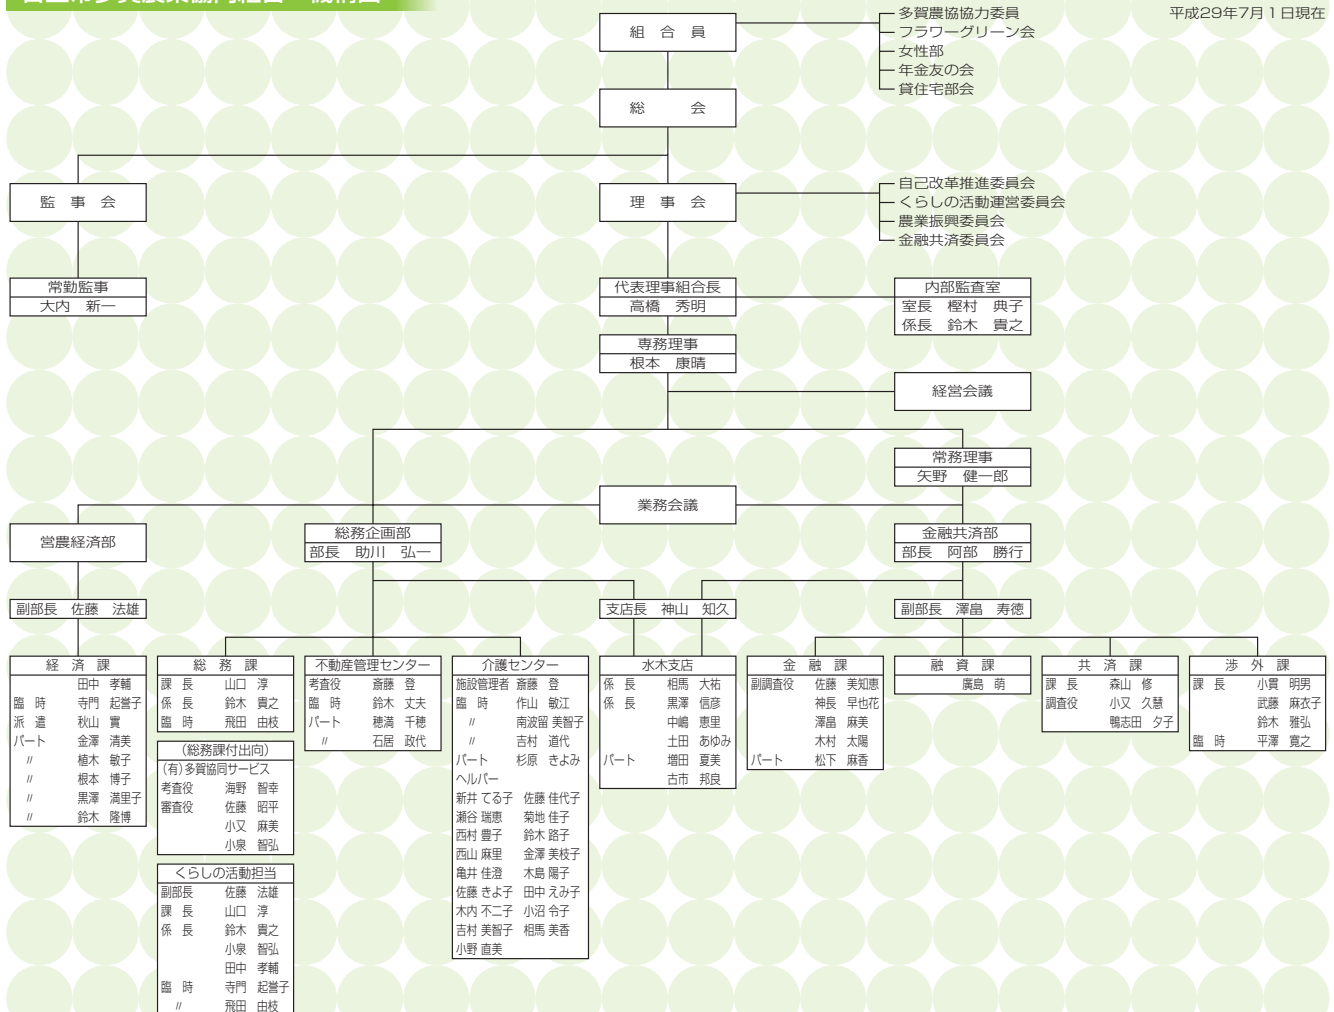 平成29年7月1日現在
組 合 員
多賀農協協力委員
フラワーグリーン会
女性部
年金友の会
貸住宅部会
総 会
監 事 会
理 事 会
自己改革推進委員会
くらしの活動運営委員会
農業振興委員会
金融共済委員会
常勤監事
大内 新一
代表理事組合長
高橋 秀明
内部監査室
室長 樫村 典子
係長 鈴木 貴之
専務理事
根本 康晴
経営会議
常務理事
矢野 健一郎
業務会議
営農経済部
総務企画部
部長 助川 弘一
金融共済部
部長 阿部 勝行
副部長 佐藤 法雄
支店長 神山 知久
副部長 澤畠 寿徳
経 済 課
田中 孝輔
臨 時 寺門 起誉子
派 遣 秋山 實
パート 金澤 清美
〃 植木 敏子
〃 根本 博子
〃 黒澤 満里子
〃 鈴木 隆博
総 務 課
課 長 山口 淳
係 長 鈴木 貴之
臨 時 飛田 由枝
(総務課付出向)
(有)多賀協同サービス
考査役 海野 智幸
審査役 佐藤 昭平
小又 麻美
小泉 智弘
くらしの活動担当
副部長 佐藤 法雄
課 長 山口 淳
係 長 鈴木 貴之
小泉 智弘
田中 孝輔
臨 時 寺門 起誉子
〃 飛田 由枝
不動産管理センター
考査役 斎藤 登
臨 時 鈴木 丈夫
パート 穂満 千穂
〃 石居 政代
介護センター
施設管理者 斎藤 登
臨 時 作山 敏江
〃 南波留 美智子
〃 吉村 道代
パート 杉原 きよみ
ヘルパー
新井 てる子 佐藤 佳代子
瀬谷 瑞恵 菊地 佳子
西村 豊子 鈴木 路子
西山 麻里 金澤 美枝子
亀井 佳澄 木島 陽子
佐藤 きよ子 田中 えみ子
木内 不二子 小沼 令子
吉村 美智子 相馬 美香
小野 直美
水木支店
係 長 相馬 大祐
係 長 黒澤 信彦
中嶋 恵里
土田 あゆみ
パート 増田 夏美
古市 邦良
金 融 課
副調査役 佐藤 美知恵
神長 早也花
澤畠 麻美
木村 太陽
パート 松下 麻香
融 資 課
廣島 萌
共 済 課
課 長 森山 修
調査役 小又 久慧
鴨志田 夕子
渉 外 課
課 長 小貫 明男
武藤 麻衣子
鈴木 雅弘
臨 時 平澤 寛之